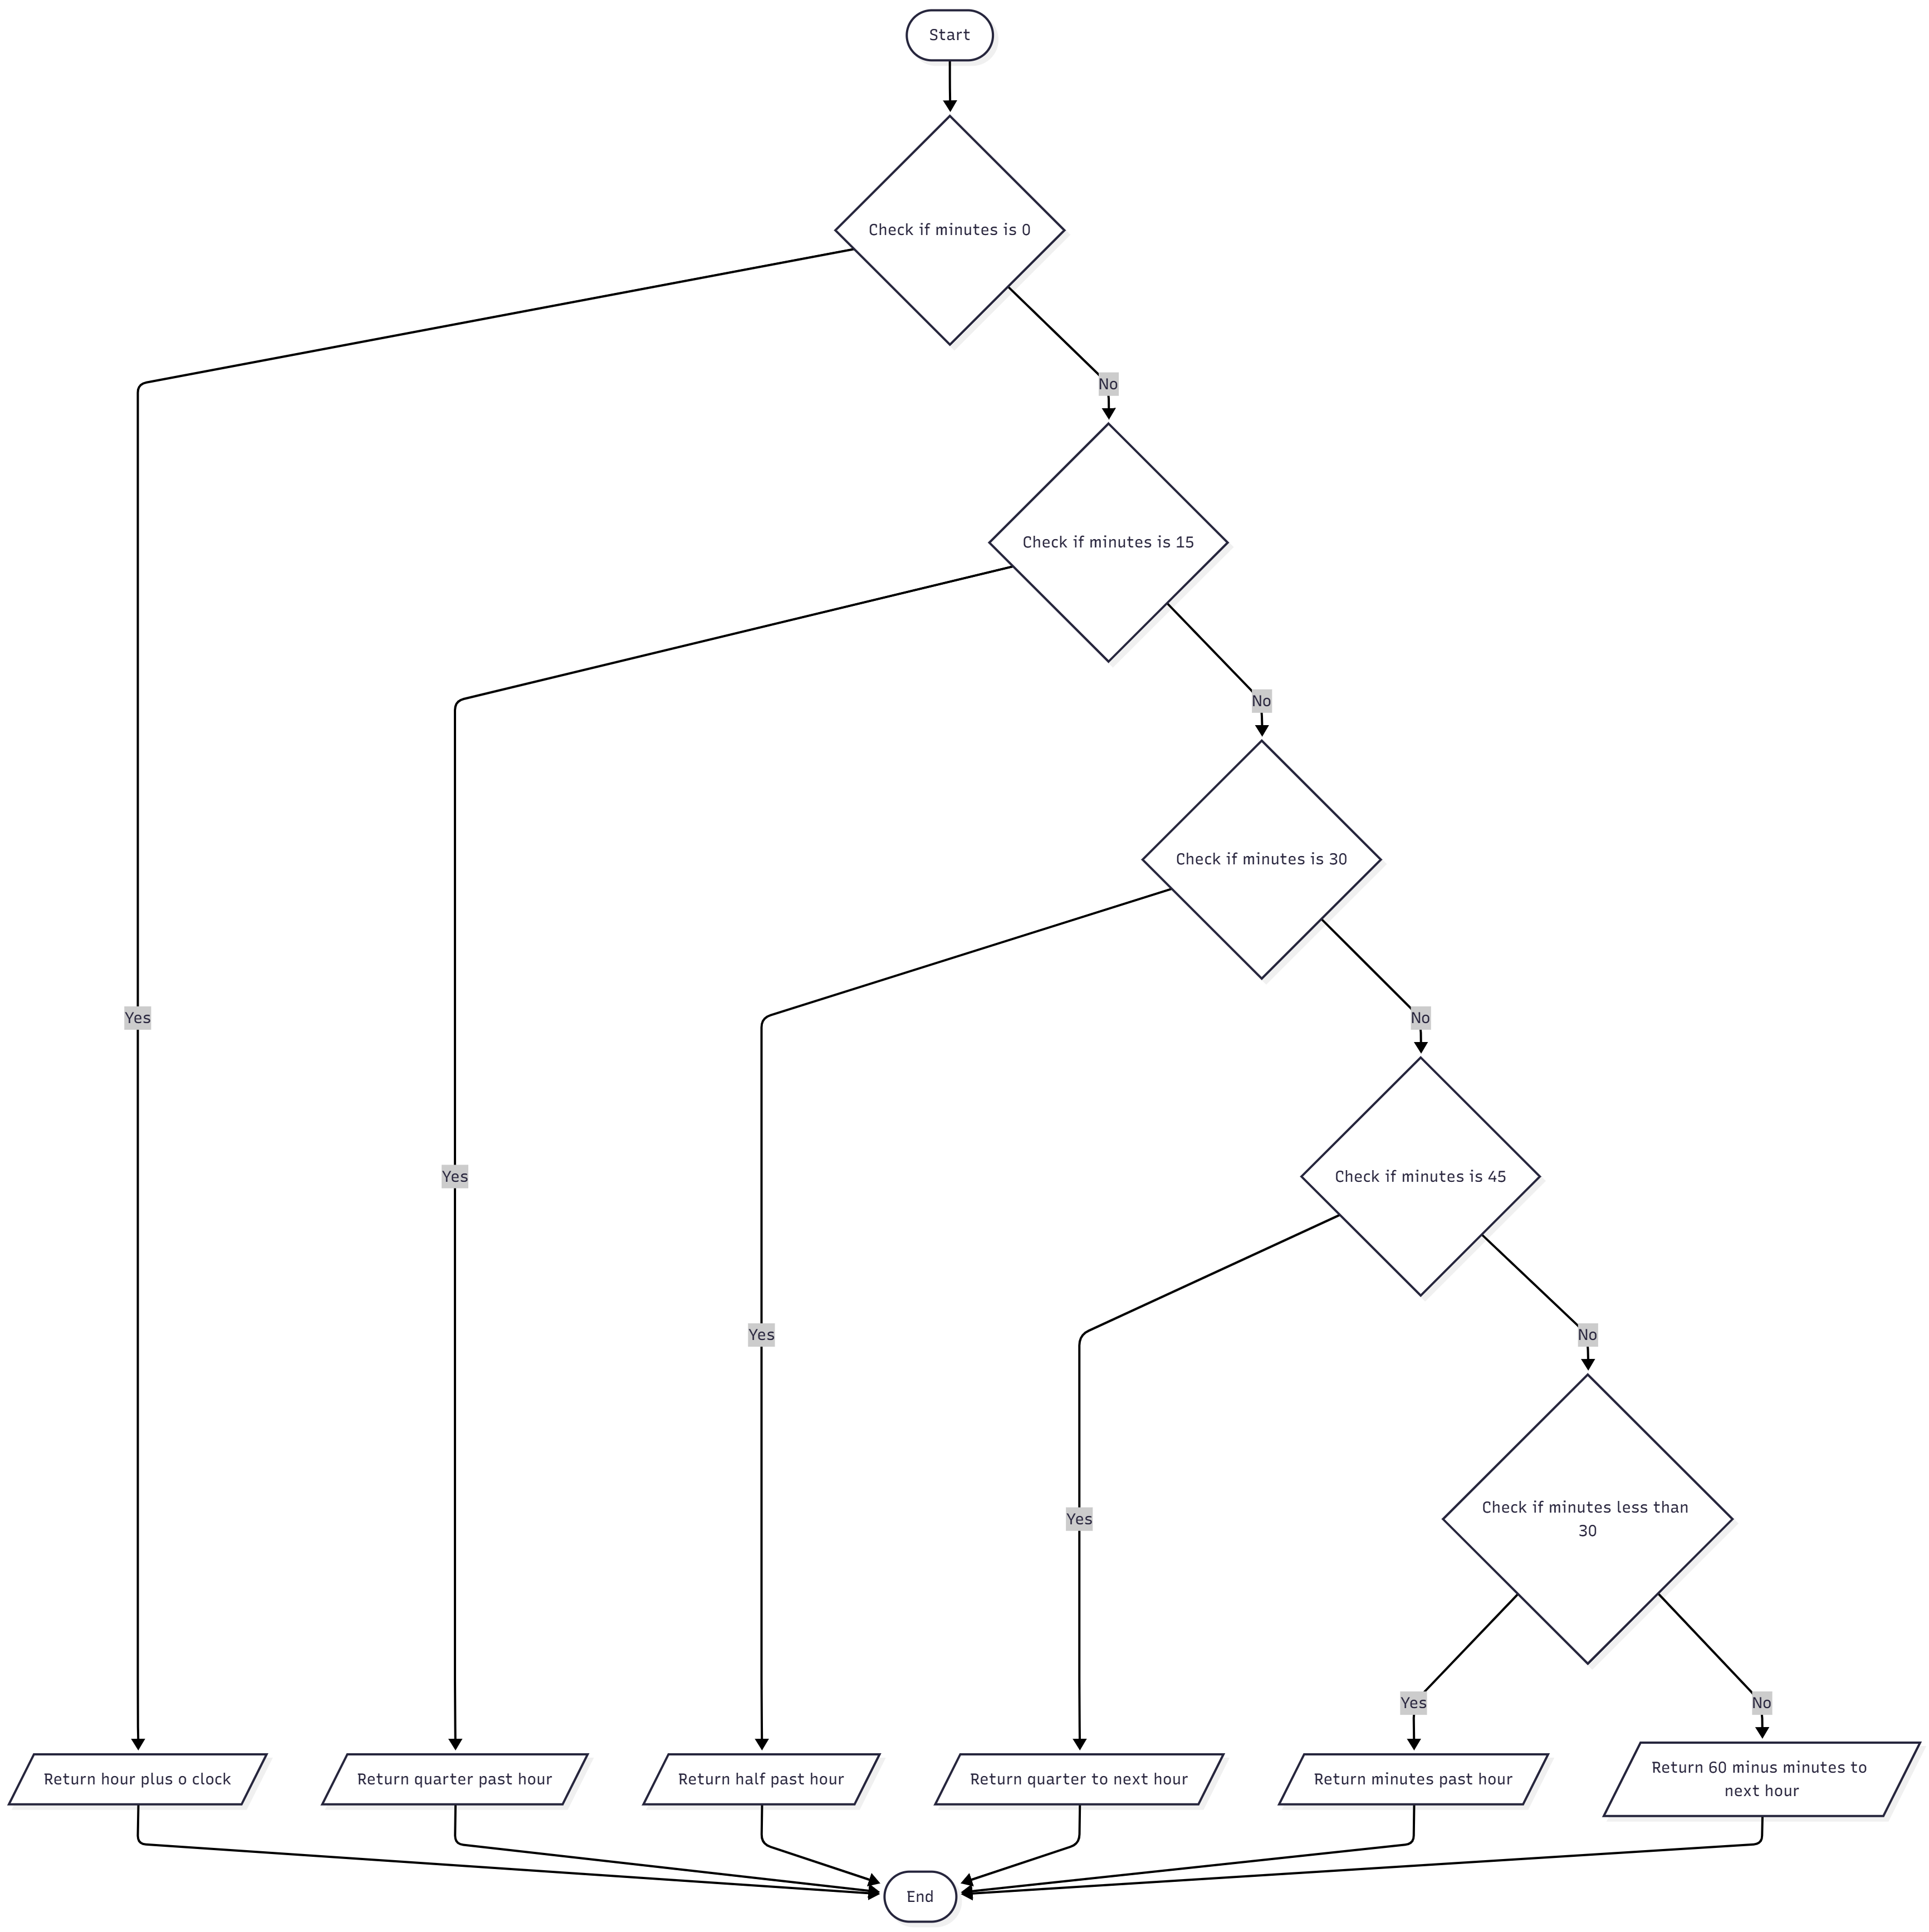 Start
Check if minutes is 0
No
Check if minutes is 15
No
Check if minutes is 30
Yes
No
Yes
Check if minutes is 45
Yes
No
Yes
Check if minutes less than
30
Yes
No
Return hour plus o clock
Return quarter past hour
Return half past hour
Return quarter to next hour
Return minutes past hour
Return 60 minus minutes to
next hour
End